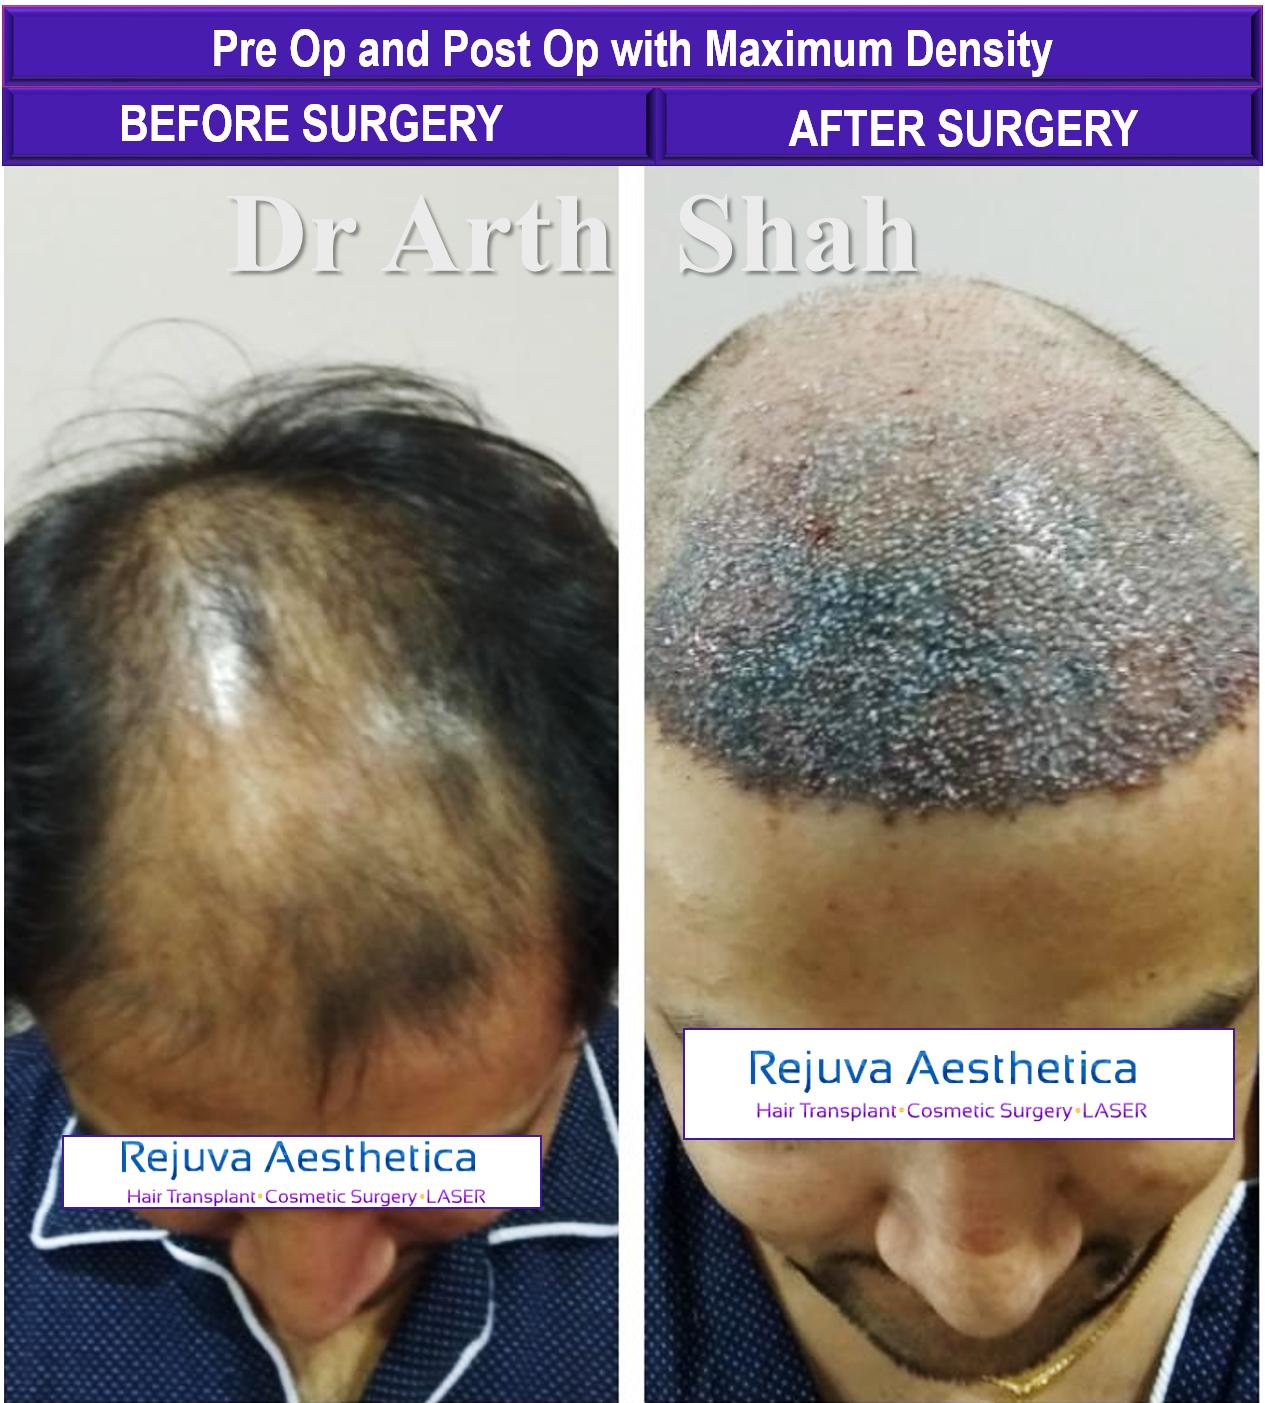 Pre Op and Post Op with Maximum Density
BEFORE SURGERY
AFTER SURGERY
Dr Arth Shah
Rejuva Aesthetica
Hair Transplant•Cosmetic Surgery•LASER
Rejuva Aesthetica
Hair Transplant•Cosmetic Surgery•LASER